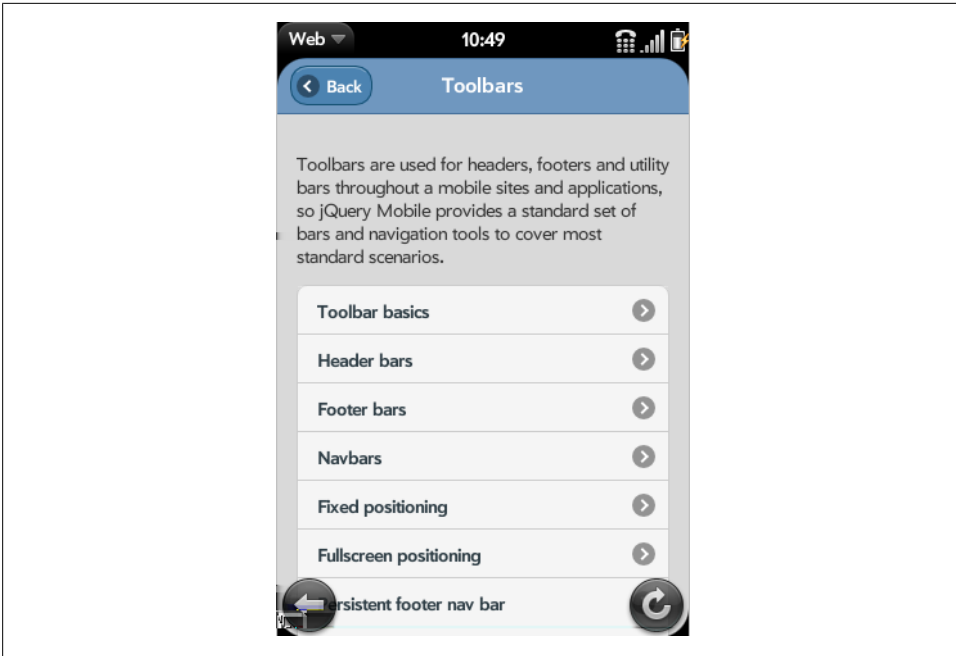 Web 10:49
Back Toolbars
Toolbars are used for headers, footers and utility
bars throughout a mobile sites and applications,
so jQuery Mobile provides a standard set of
bars and navigation tools to cover most
standard scenarios.
Toolbar basics
Header bars
Footer bars
Navbars
Fixed positioning
Fullscreen positioning
ersistent footer nav bar